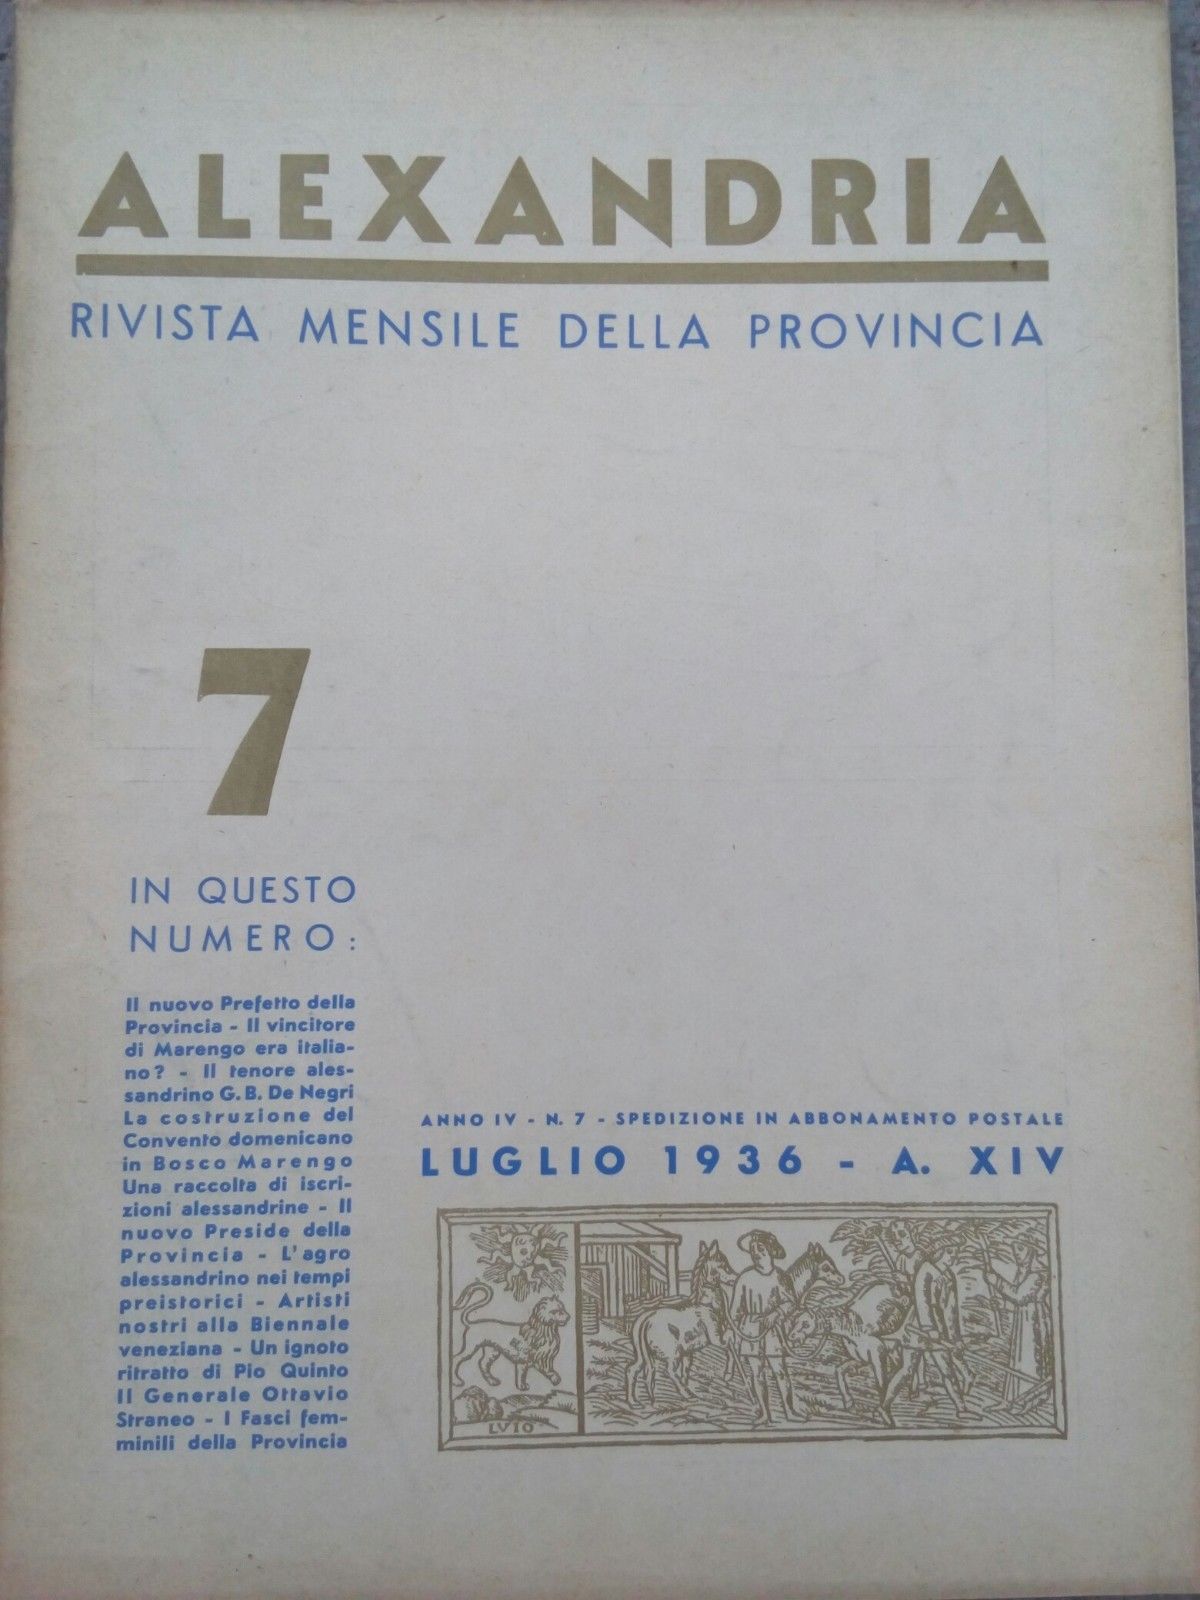 ALEXANDRIA
RIVISTA MENSILE DELLA PROVINCIA
7
IN QUESTO
NUMERO:
Il nuovo Prefetto della
Provincia - Il vincitore
di Marengo era italia-
no? - Il tenore ales-
sandrino G. B. De Negri
La costruzione del
Convento domenicano
in Bosco Marengo
Una raccolta di iscri-
zioni alessandrine - Il
nuovo Preside della
Provincia - L'agro
alessandrino nei tempi
preistorici - Artisti
nostri alla Biennale
veneziana - Un ignoto
ritratto di Pio Quinto
Il Generale Ottavio
Straneo - I Fasci fem-
minili della Provincia
ANNO IV - N. 7 - SPEDIZIONE IN ABBONAMENTO POSTALE
LUGLIO 1936 - A. XIV
LVIO